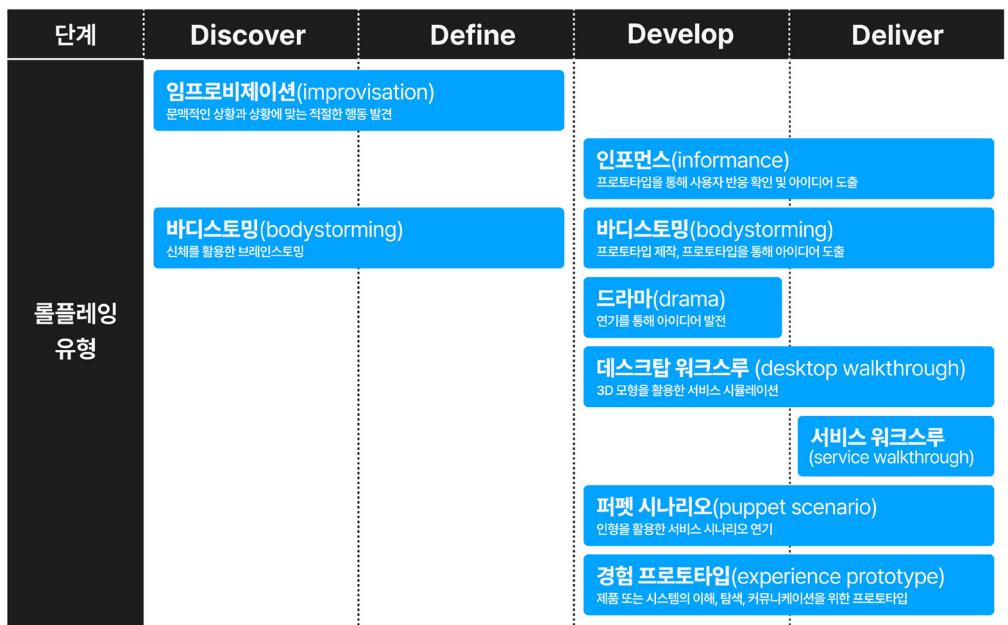 단계
Discover
Define
Develop
Deliver
롤플레잉
유형
임프로비제이션(improvisation)
문맥적인 상황과 상황에 맞는 적절한 행동 발견
인포먼스(informance)
프로토타입을 통해 사용자 반응 확인 및 아이디어 도출
바디스토밍(bodystorming)
신체를 활용한 브레인스토밍
바디스토밍(bodystorming)
프로토타입 제작, 프로토타입을 통해 아이디어 도출
드라마(drama)
연기를 통해 아이디어 발전
데스크탑 워크스루 (desktop walkthrough)
3D 모형을 활용한 서비스 시뮬레이션
서비스 워크스루
(service walkthrough)
퍼펫 시나리오(puppet scenario)
인형을 활용한 서비스 시나리오 연기
경험 프로토타입(experience prototype)
제품 또는 시스템의 이해, 탐색, 커뮤니케이션을 위한 프로토타입